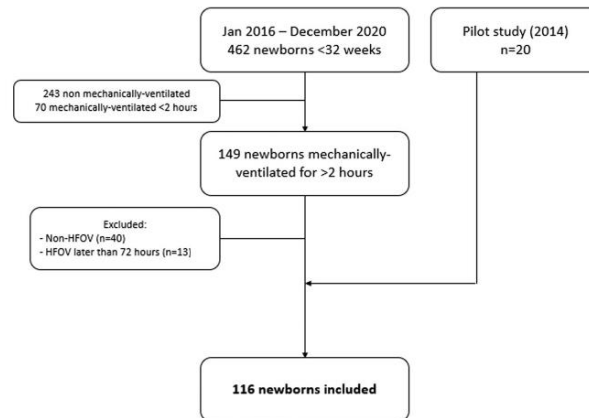 Jan 2016 – December 2020
462 newborns <32 weeks
Pilot study (2014)
n=20
243 non mechanically-ventilated
70 mechanically-ventilated <2 hours
149 newborns mechanically-
ventilated for >2 hours
Excluded:
- Non-HFOV (n=40)
- HFOV later than 72 hours (n=13)
116 newborns included